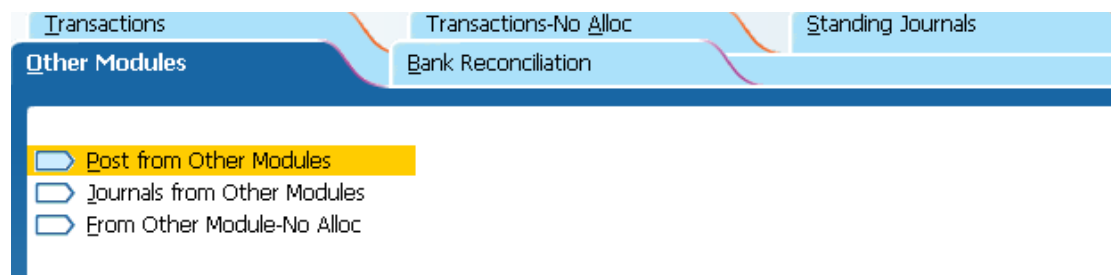 Transactions Transactions-No Alloc Standing Journals
Other Modules Bank Reconciliation
Post from Other Modules
Journals from Other Modules
From Other Module-No Alloc